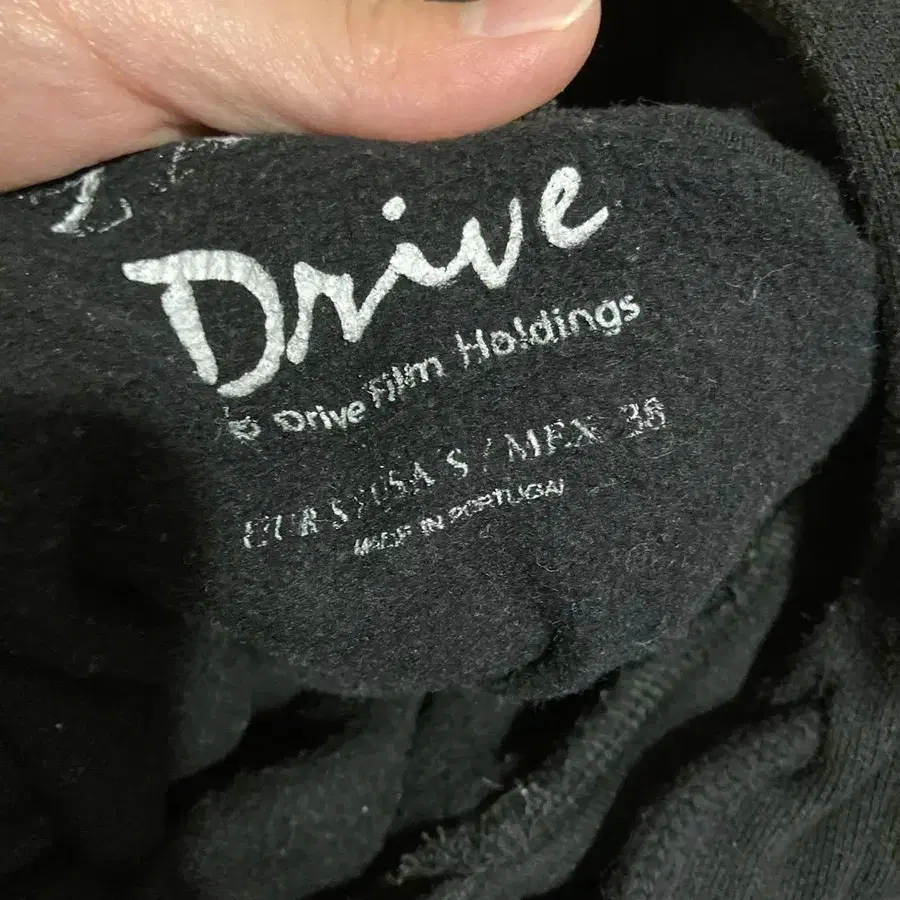 Drive
© Drive Film Holdings
EUR S / USA S / MEX 36
MADE IN PORTUGAL